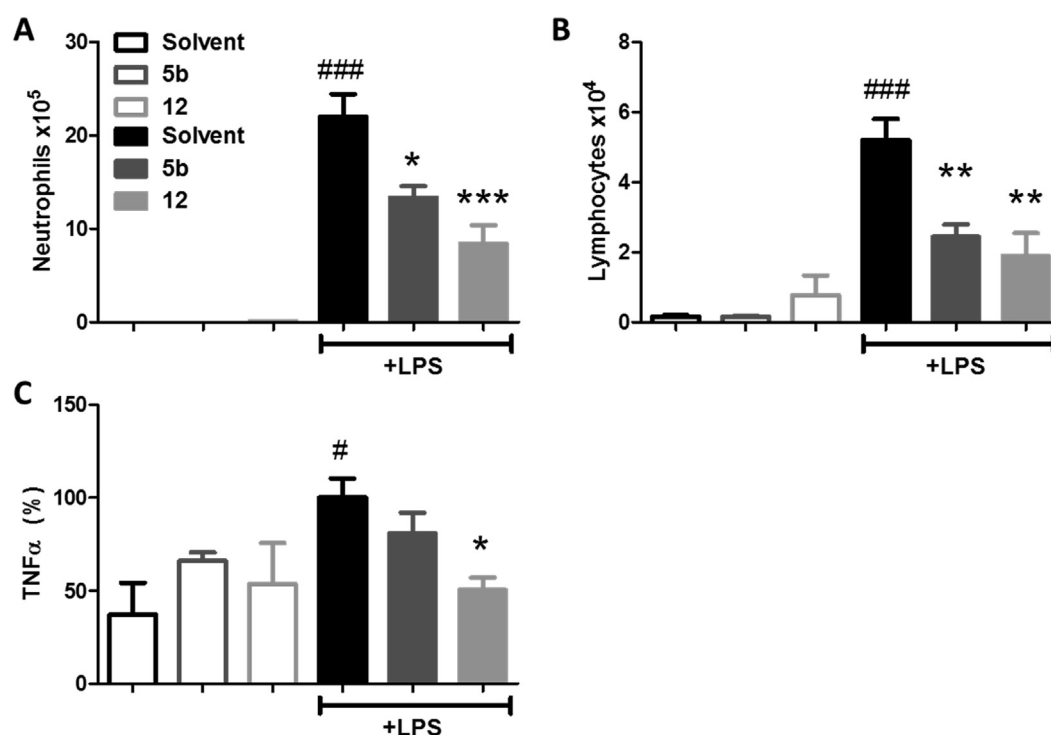 A
Neutrophils x10⁵
30
20
10
0
Solvent
5b
12
Solvent
5b
12
###
*
***
+LPS
B
Lymphocytes x10⁴
8
6
4
2
0
###
**
**
+LPS
C
TNFα (%)
150
100
50
0
#
*
+LPS